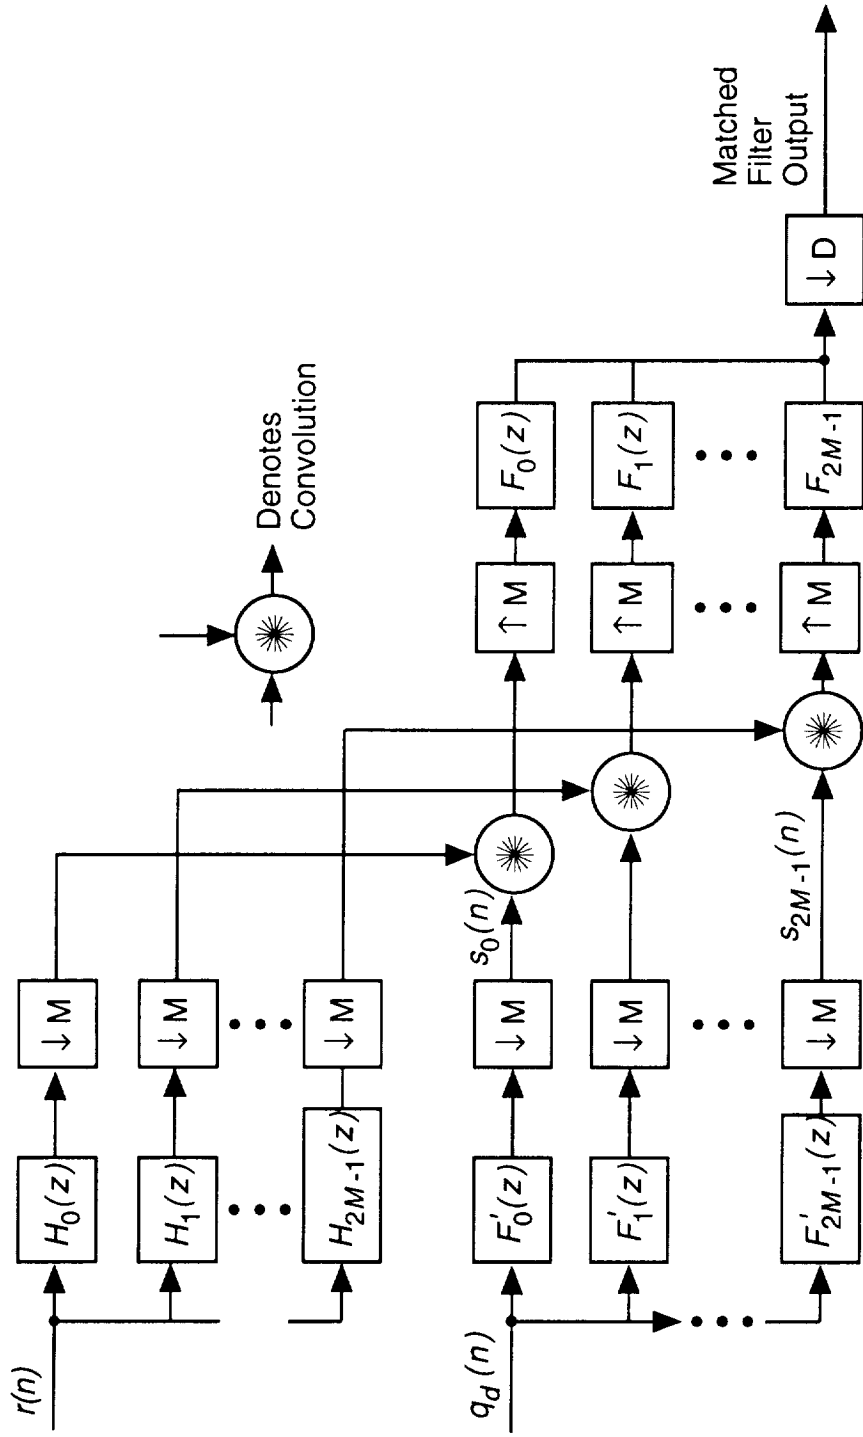 r(n)
H₀(z)
↓ M
H₁(z)
↓ M
H₂M-₁(z)
↓ M
Denotes
Convolution
q_d(n)
F'₀(z)
↓ M
s₀(n)
↑ M
F₀(z)
F'₁(z)
↓ M
↑ M
F₁(z)
F'₂M-₁(z)
↓ M
s₂M-₁(n)
↑ M
F₂M-₁
↓ D
Matched
Filter
Output